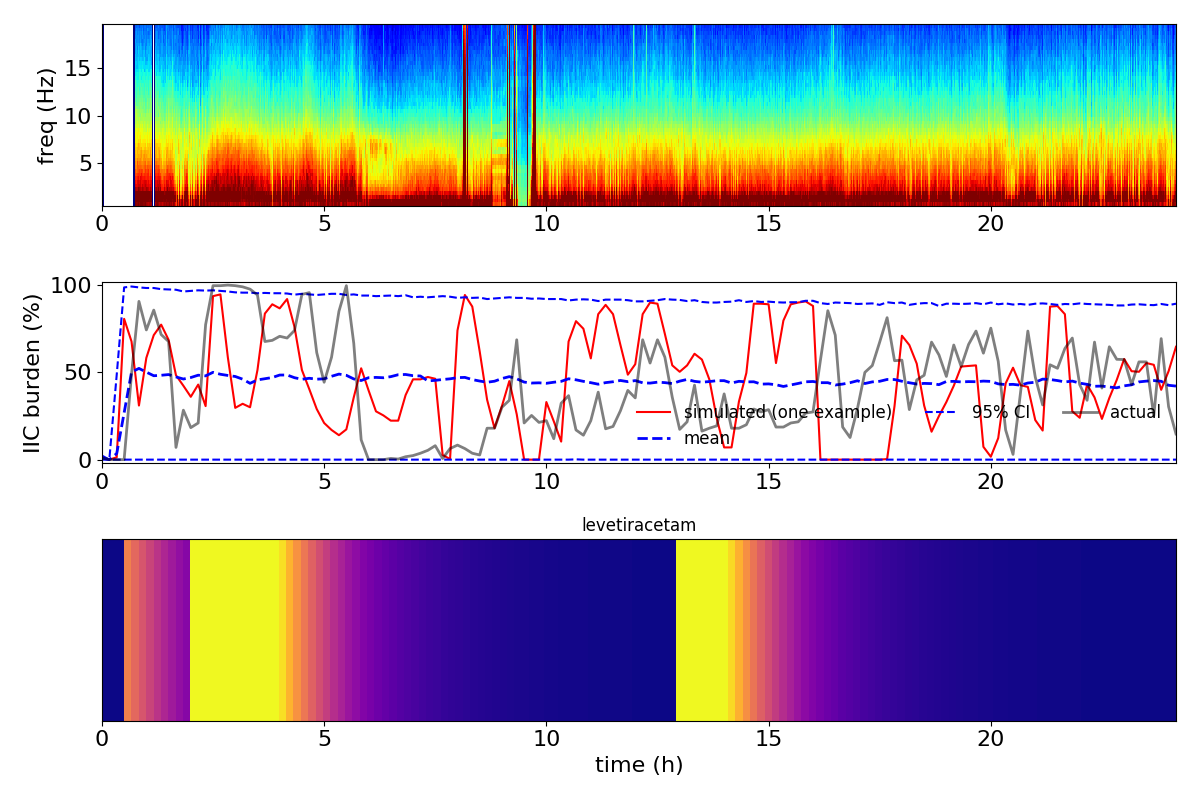 freq (Hz)
15
10
5
0 5 10 15 20
IIC burden (%)
100
50
0
simulated (one example) 95% CI actual
mean
0 5 10 15 20
levetiracetam
0 5 10 15 20
time (h)